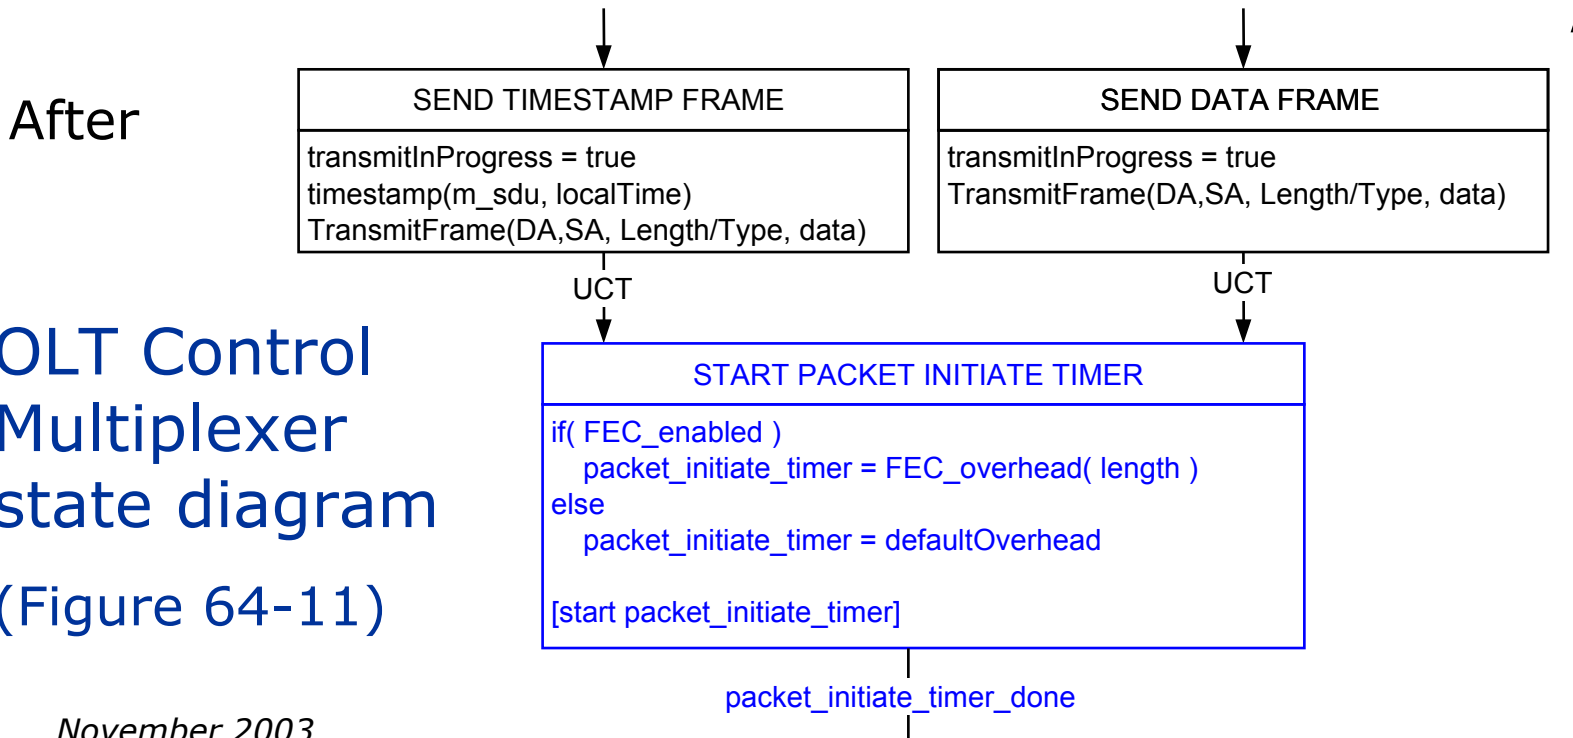 After
SEND TIMESTAMP FRAME
transmitInProgress = true
timestamp(m_sdu, localTime)
TransmitFrame(DA,SA, Length/Type, data)
UCT
SEND DATA FRAME
transmitInProgress = true
TransmitFrame(DA,SA, Length/Type, data)
UCT
OLT Control
Multiplexer
state diagram
(Figure 64-11)
START PACKET INITIATE TIMER
if( FEC_enabled )
packet_initiate_timer = FEC_overhead( length )
else
packet_initiate_timer = defaultOverhead
[start packet_initiate_timer]
packet_initiate_timer_done
November 2003